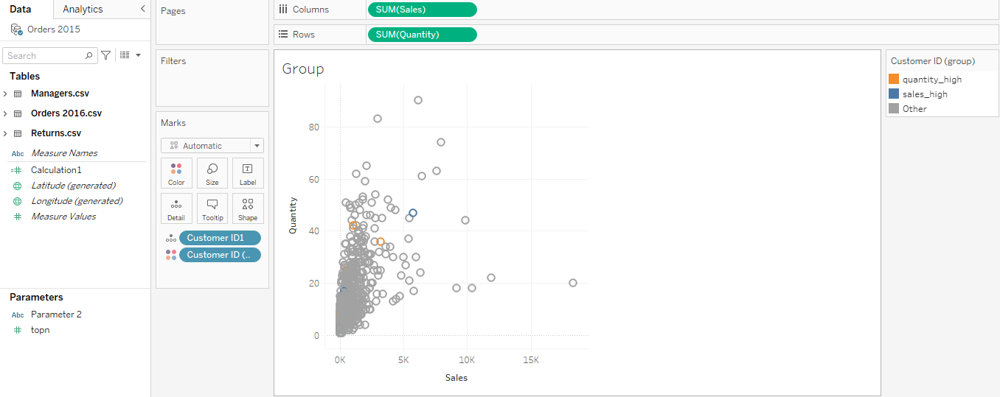 Data
Analytics
Orders 2015
Search
Tables
Managers.csv
Orders 2016.csv
Returns.csv
Abc Measure Names
Calculation1
Latitude (generated)
Longitude (generated)
Measure Values
Parameters
Abc Parameter 2
topn
Pages
Filters
Marks
Automatic
Color
Size
T
Label
Detail
Tooltip
Shape
Customer ID1
Customer ID (..
Columns
SUM(Sales)
Rows
SUM(Quantity)
Group
Quantity
80
60
40
20
0
0K
5K
10K
15K
Sales
Customer ID (group)
quantity_high
sales_high
Other